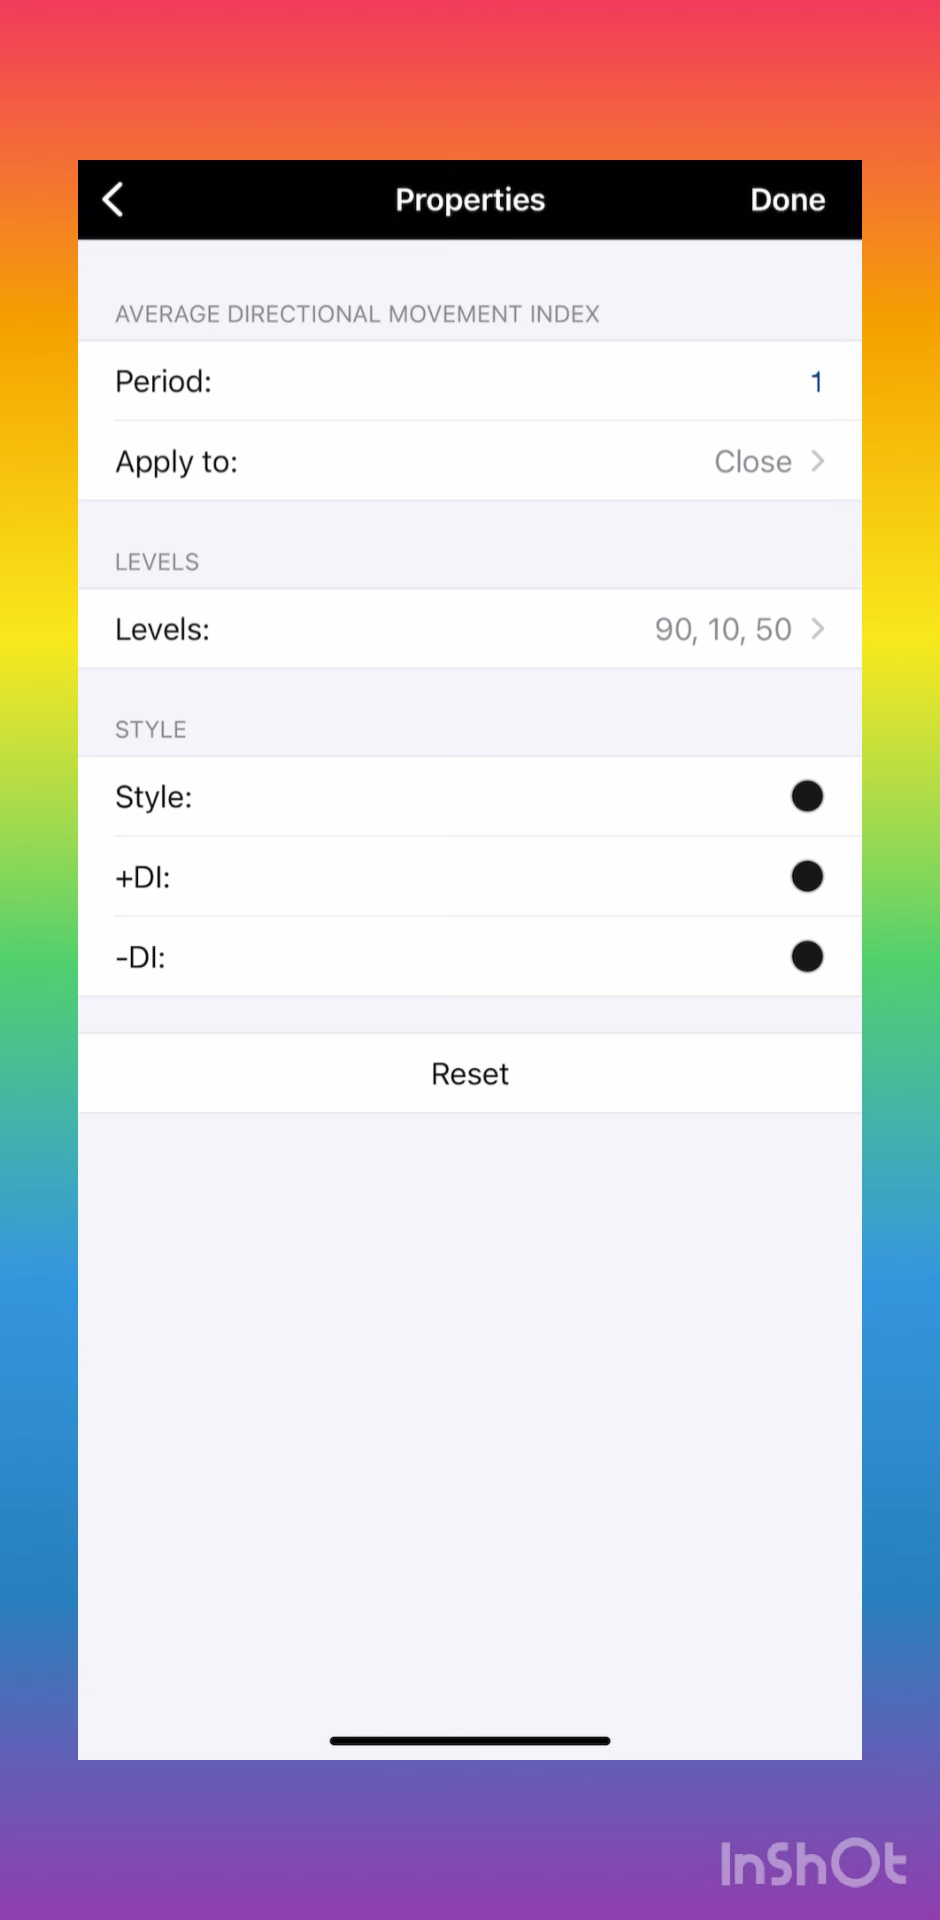 Properties
Done
AVERAGE DIRECTIONAL MOVEMENT INDEX
Period: 1
Apply to: Close
LEVELS
Levels: 90, 10, 50
STYLE
Style:
+DI:
-DI:
Reset
InShOt